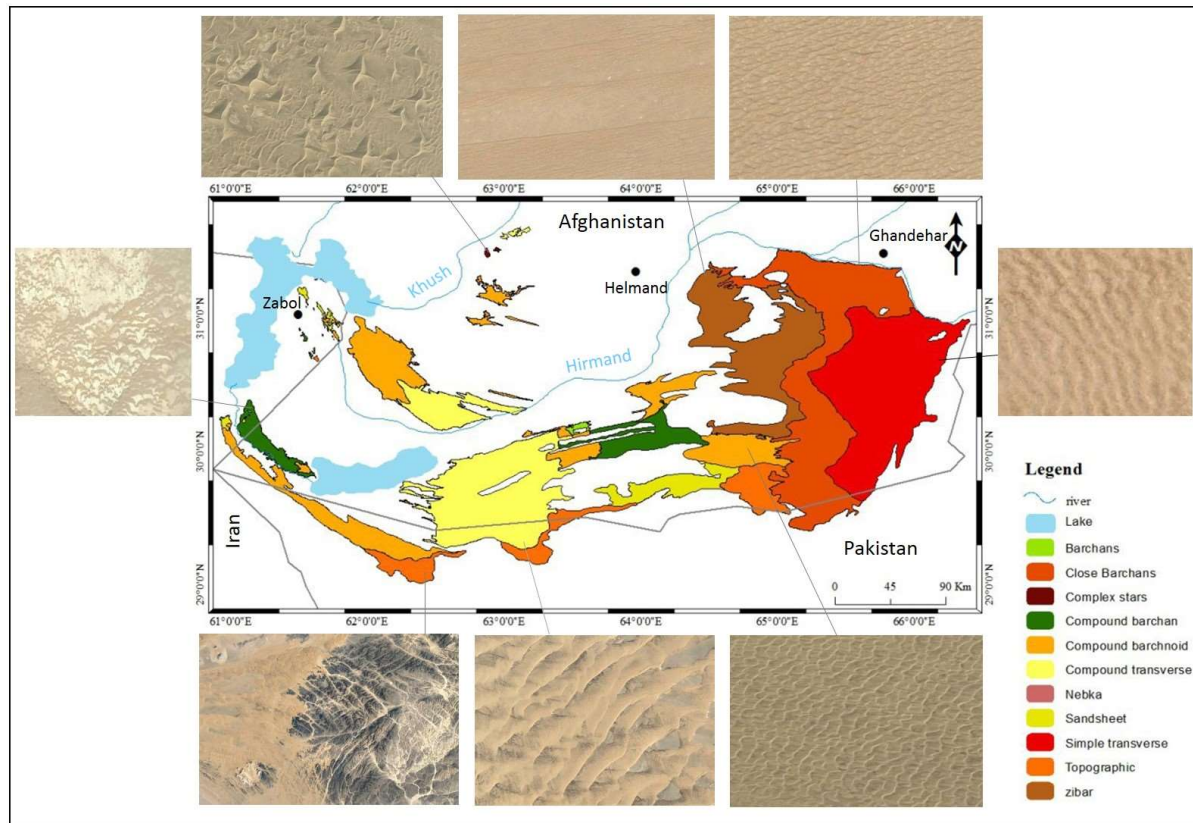 61°0'0"E 62°0'0"E 63°0'0"E 64°0'0"E 65°0'0"E 66°0'0"E
Afghanistan
Ghandehar
N
Khush
Helmand
Zabol
31°0'0"N 31°0'0"N
Hirmand
30°0'0"N 30°0'0"N
Iran
Pakistan
29°0'0"N 29°0'0"N
0 45 90 Km
61°0'0"E 62°0'0"E 63°0'0"E 64°0'0"E 65°0'0"E 66°0'0"E
Legend
river
Lake
Barchans
Close Barchans
Complex stars
Compound barchan
Compound barchnoid
Compound transverse
Nebka
Sandsheet
Simple transverse
Topographic
zibar